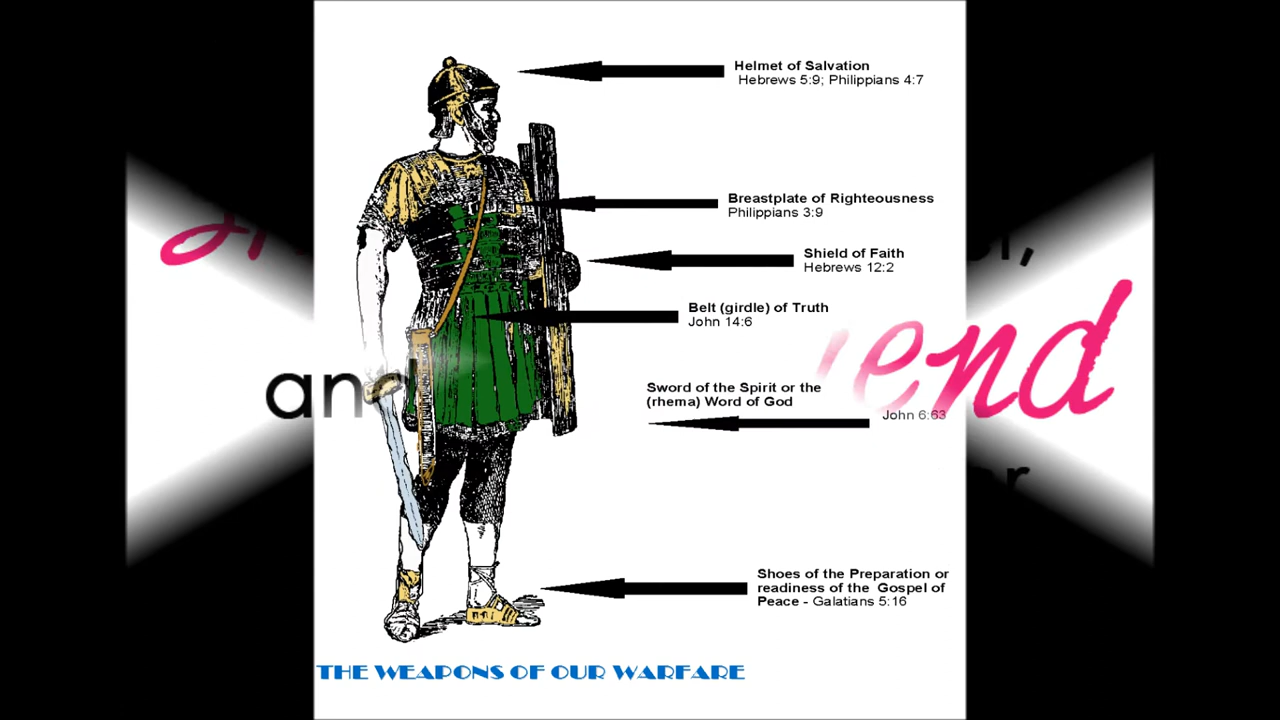 Helmet of Salvation
Hebrews 5:9; Philippians 4:7
Breastplate of Righteousness
Philippians 3:9
Shield of Faith
Hebrews 12:2
Belt (girdle) of Truth
John 14:6
and
Sword of the Spirit or the
(rhema) Word of God
John 6:63
Shoes of the Preparation or
readiness of the Gospel of
Peace - Galatians 5:16
THE WEAPONS OF OUR WARFARE